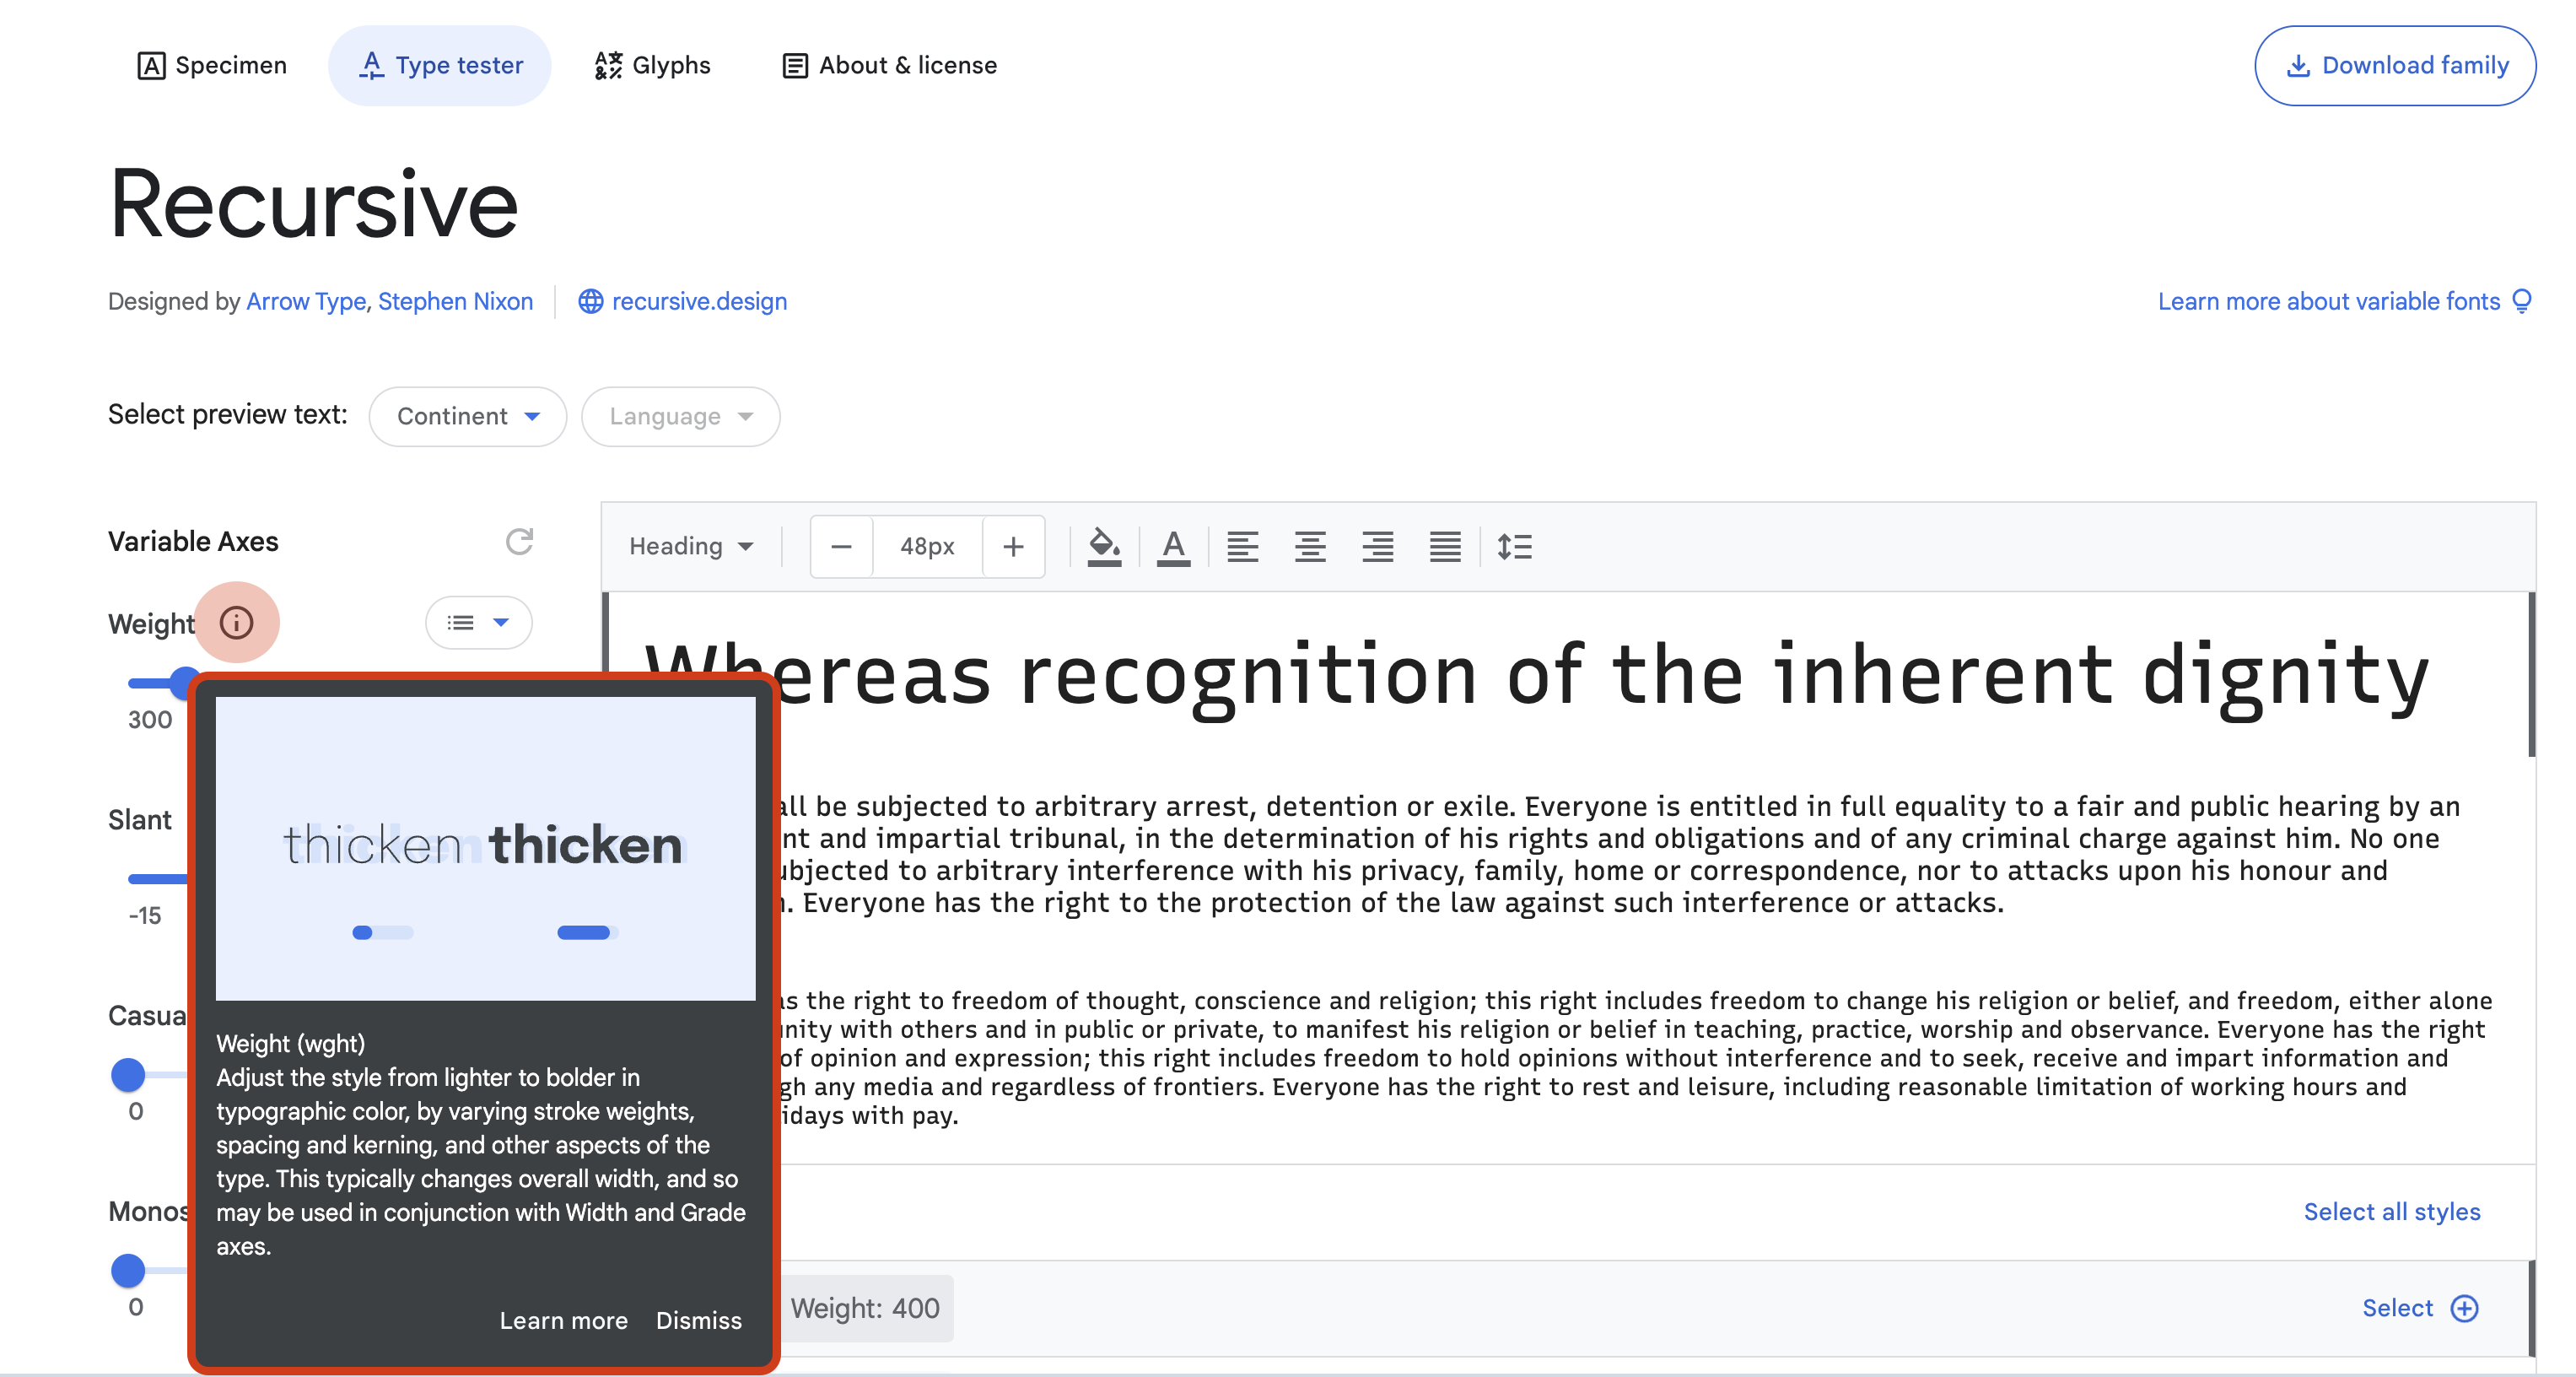 Specimen
Type tester
Glyphs
About & license
Download family
Recursive
Designed by Arrow Type, Stephen Nixon
recursive.design
Learn more about variable fonts
Select preview text:
Continent
Language
Variable Axes
Heading
48px
Weight
300
Slant
-15
Casua
0
Monos
0
Whereas recognition of the inherent dignity
all be subjected to arbitrary arrest, detention or exile. Everyone is entitled in full equality to a fair and public hearing by an
nt and impartial tribunal, in the determination of his rights and obligations and of any criminal charge against him. No one
ubjected to arbitrary interference with his privacy, family, home or correspondence, nor to attacks upon his honour and
n. Everyone has the right to the protection of the law against such interference or attacks.
as the right to freedom of thought, conscience and religion; this right includes freedom to change his religion or belief, and freedom, either alone
nity with others and in public or private, to manifest his religion or belief in teaching, practice, worship and observance. Everyone has the right
of opinion and expression; this right includes freedom to hold opinions without interference and to seek, receive and impart information and
gh any media and regardless of frontiers. Everyone has the right to rest and leisure, including reasonable limitation of working hours and
idays with pay.
thicken thicken
Weight (wght)
Adjust the style from lighter to bolder in
typographic color, by varying stroke weights,
spacing and kerning, and other aspects of the
type. This typically changes overall width, and so
may be used in conjunction with Width and Grade
axes.
Learn more
Dismiss
Select all styles
Weight: 400
Select